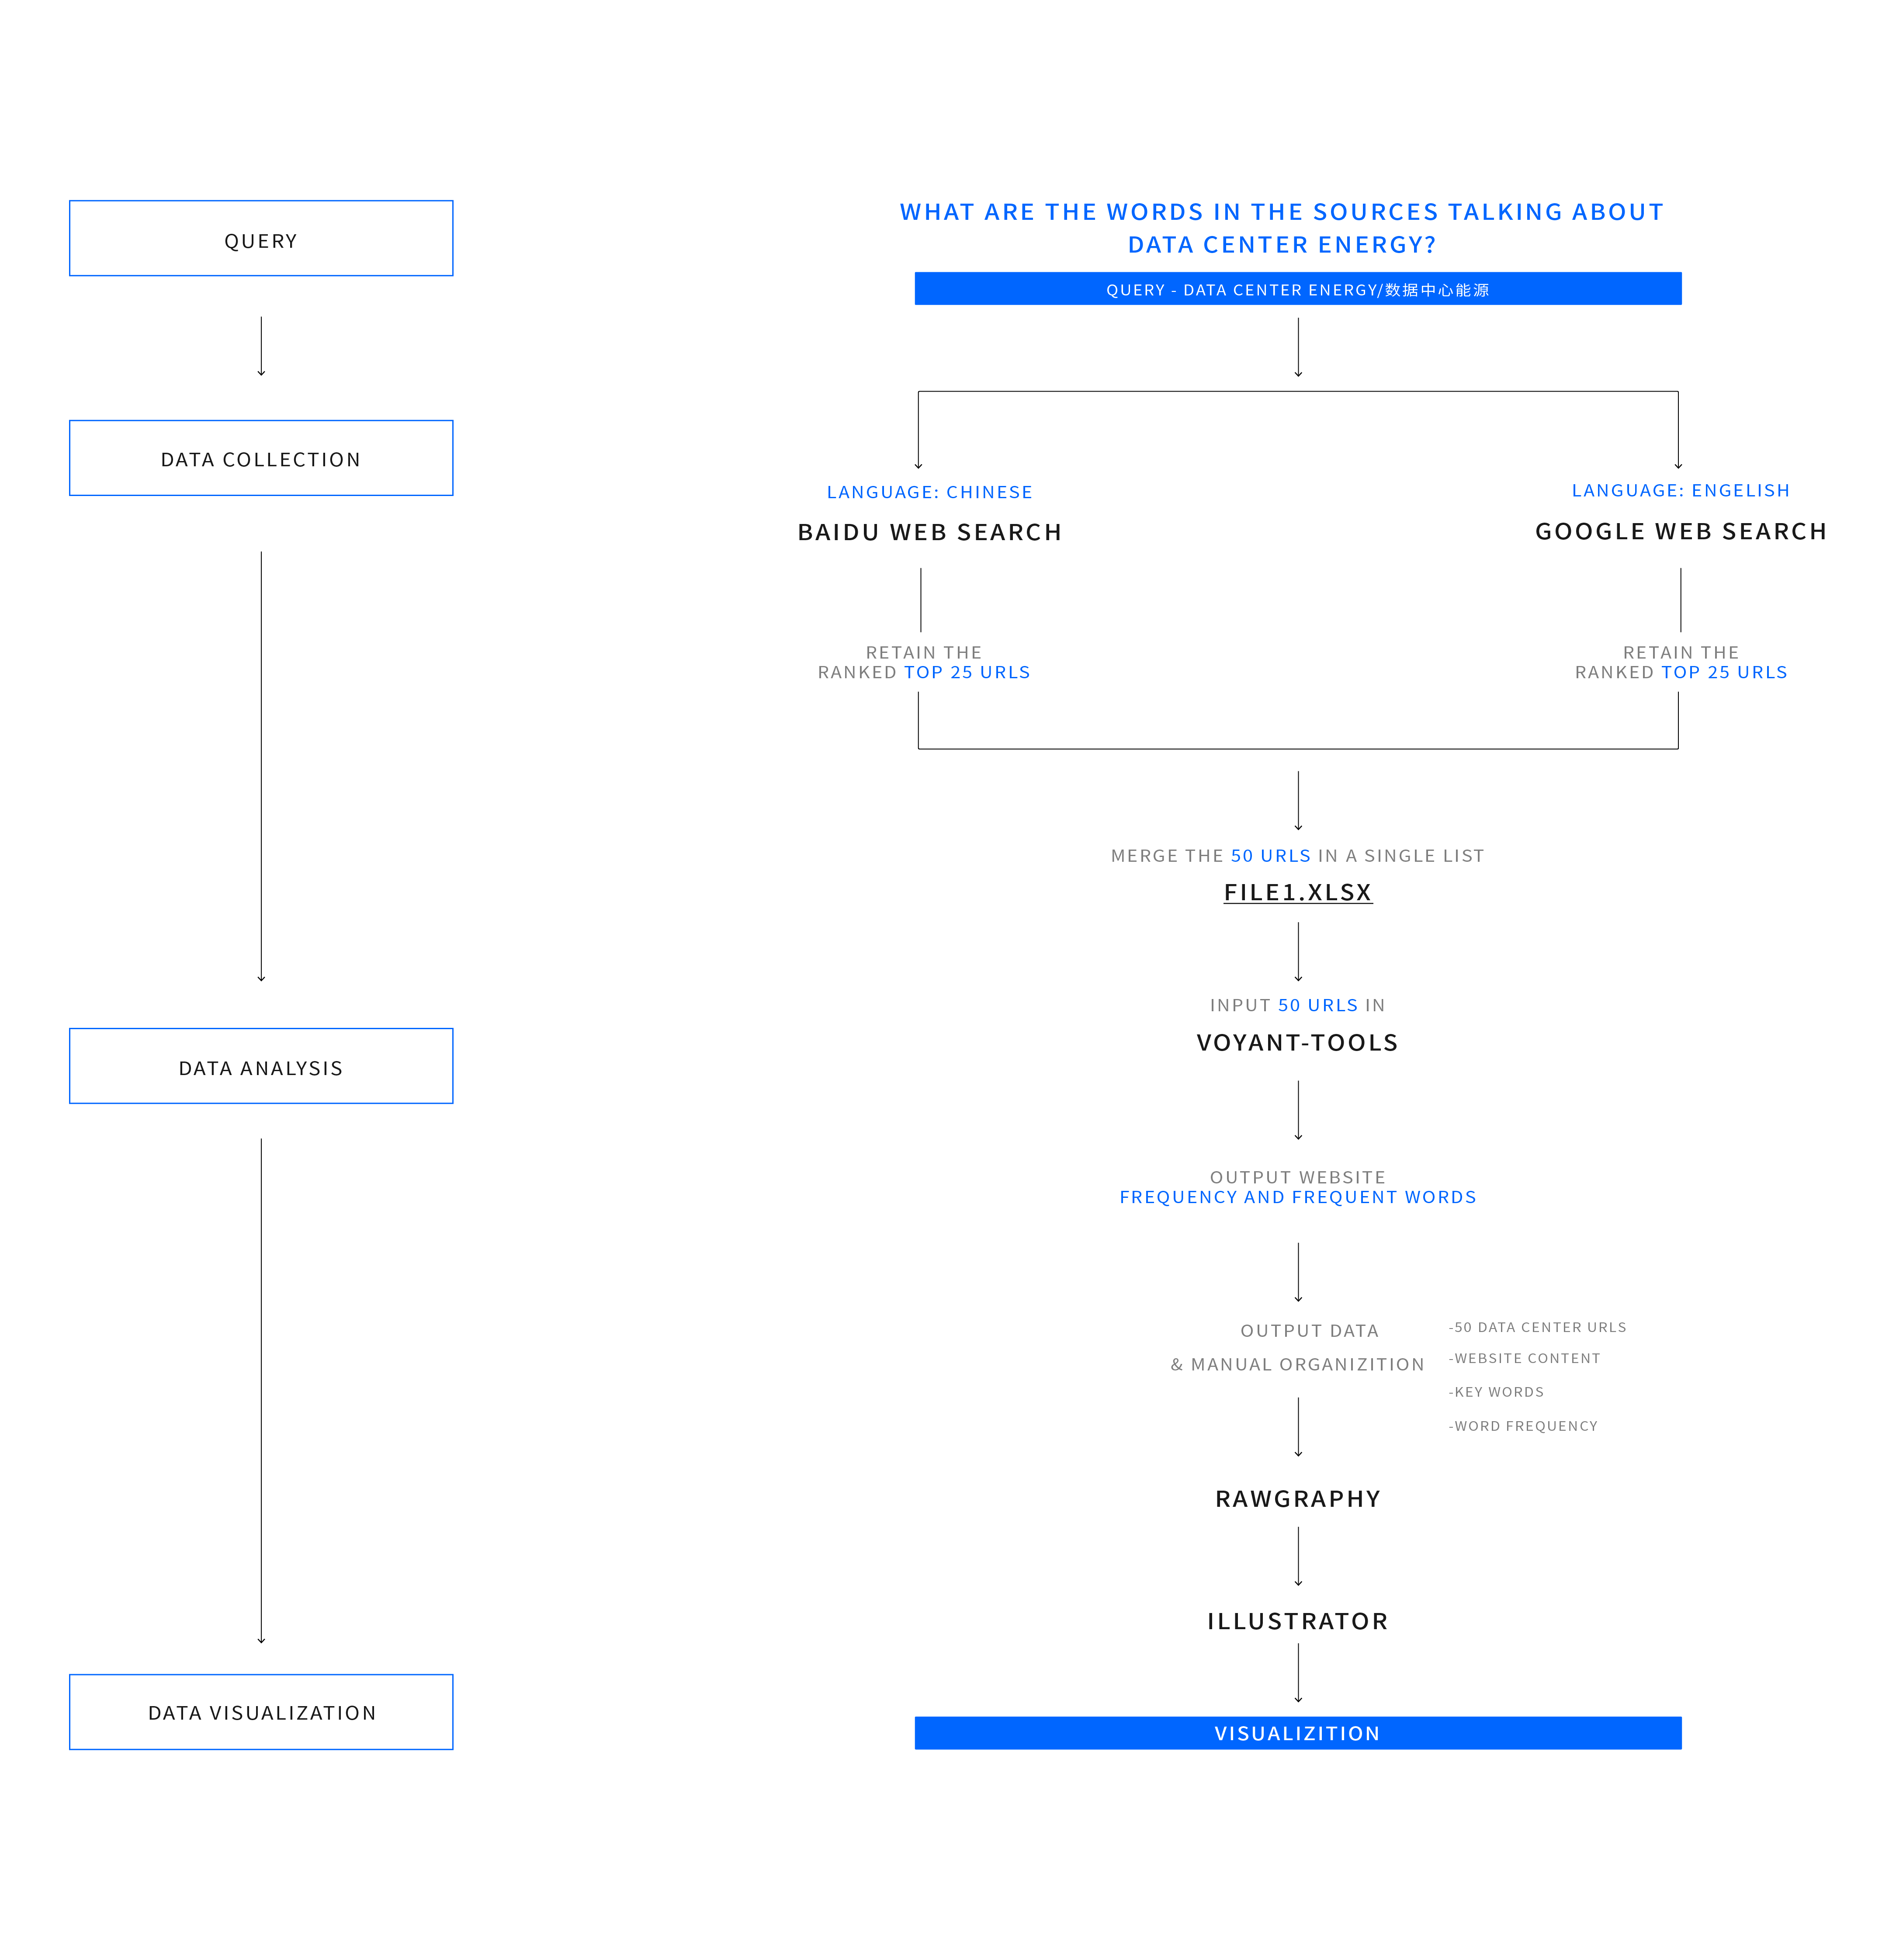 QUERY
DATA COLLECTION
DATA ANALYSIS
DATA VISUALIZATION
WHAT ARE THE WORDS IN THE SOURCES TALKING ABOUT
DATA CENTER ENERGY?
QUERY - DATA CENTER ENERGY/数据中心能源
LANGUAGE: CHINESE
BAIDU WEB SEARCH
RETAIN THE
RANKED TOP 25 URLS
LANGUAGE: ENGELISH
GOOGLE WEB SEARCH
RETAIN THE
RANKED TOP 25 URLS
MERGE THE 50 URLS IN A SINGLE LIST
FILE1.XLSX
INPUT 50 URLS IN
VOYANT-TOOLS
OUTPUT WEBSITE
FREQUENCY AND FREQUENT WORDS
OUTPUT DATA
& MANUAL ORGANIZITION
-50 DATA CENTER URLS
-WEBSITE CONTENT
-KEY WORDS
-WORD FREQUENCY
RAWGRAPHY
ILLUSTRATOR
VISUALIZITION